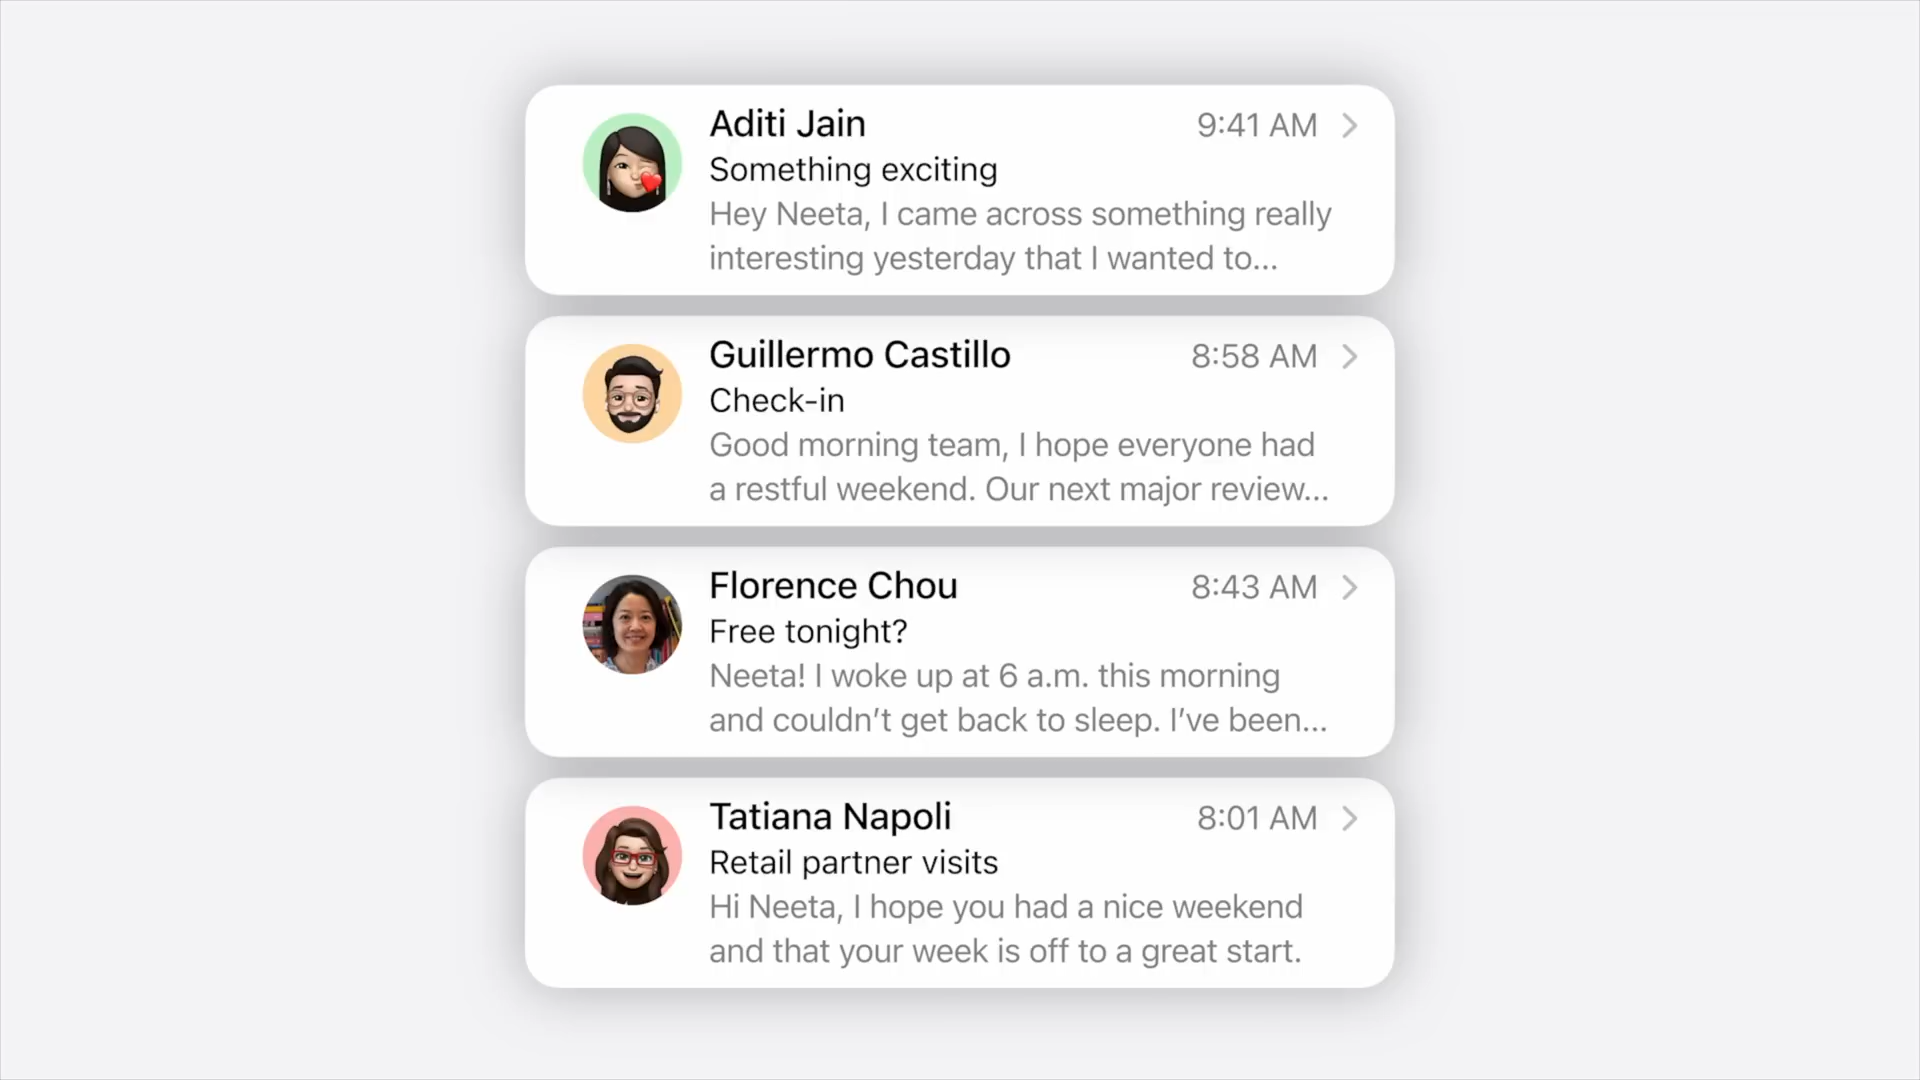 Aditi Jain
9:41 AM
Something exciting
Hey Neeta, I came across something really
interesting yesterday that I wanted to...
Guillermo Castillo
8:58 AM
Check-in
Good morning team, I hope everyone had
a restful weekend. Our next major review...
Florence Chou
8:43 AM
Free tonight?
Neeta! I woke up at 6 a.m. this morning
and couldn’t get back to sleep. I’ve been...
Tatiana Napoli
8:01 AM
Retail partner visits
Hi Neeta, I hope you had a nice weekend
and that your week is off to a great start.